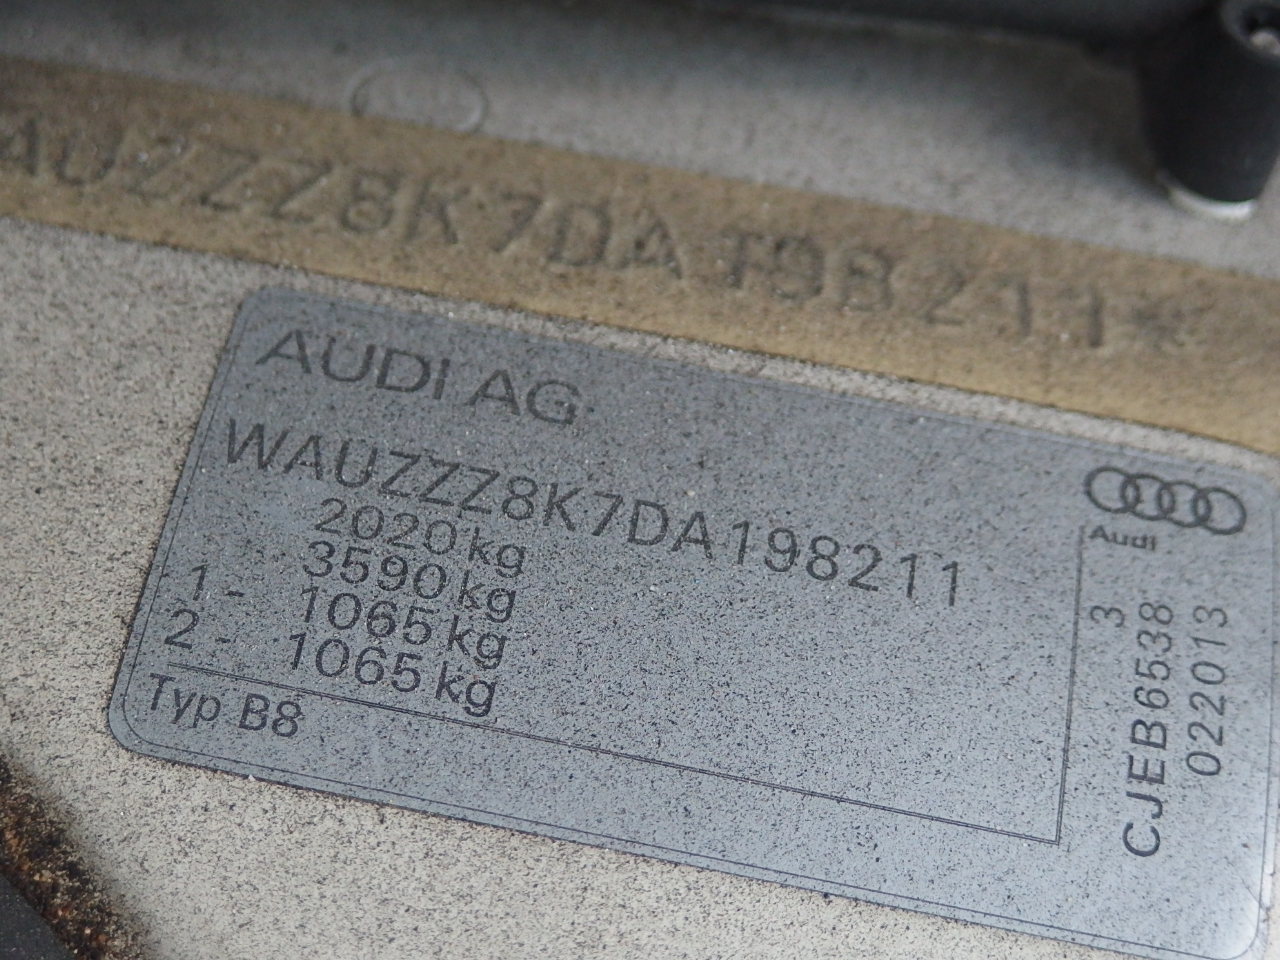 AUZZZ8K7DA198211*
AUDI AG
WAUZZZ8K7DA198211
2020 kg
3590 kg
1 - 1065 kg
2 - 1065 kg
Typ B8
Audi
3
CJEB6538
022013